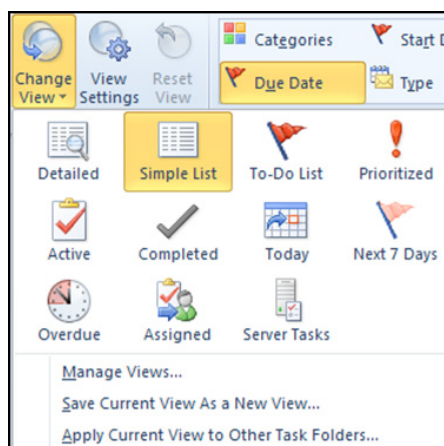 Categories Start D
Change View Reset
View Settings View
Due Date Type
Detailed Simple List To-Do List Prioritized
Active Completed Today Next 7 Days
Overdue Assigned Server Tasks
Manage Views...
Save Current View As a New View...
Apply Current View to Other Task Folders...